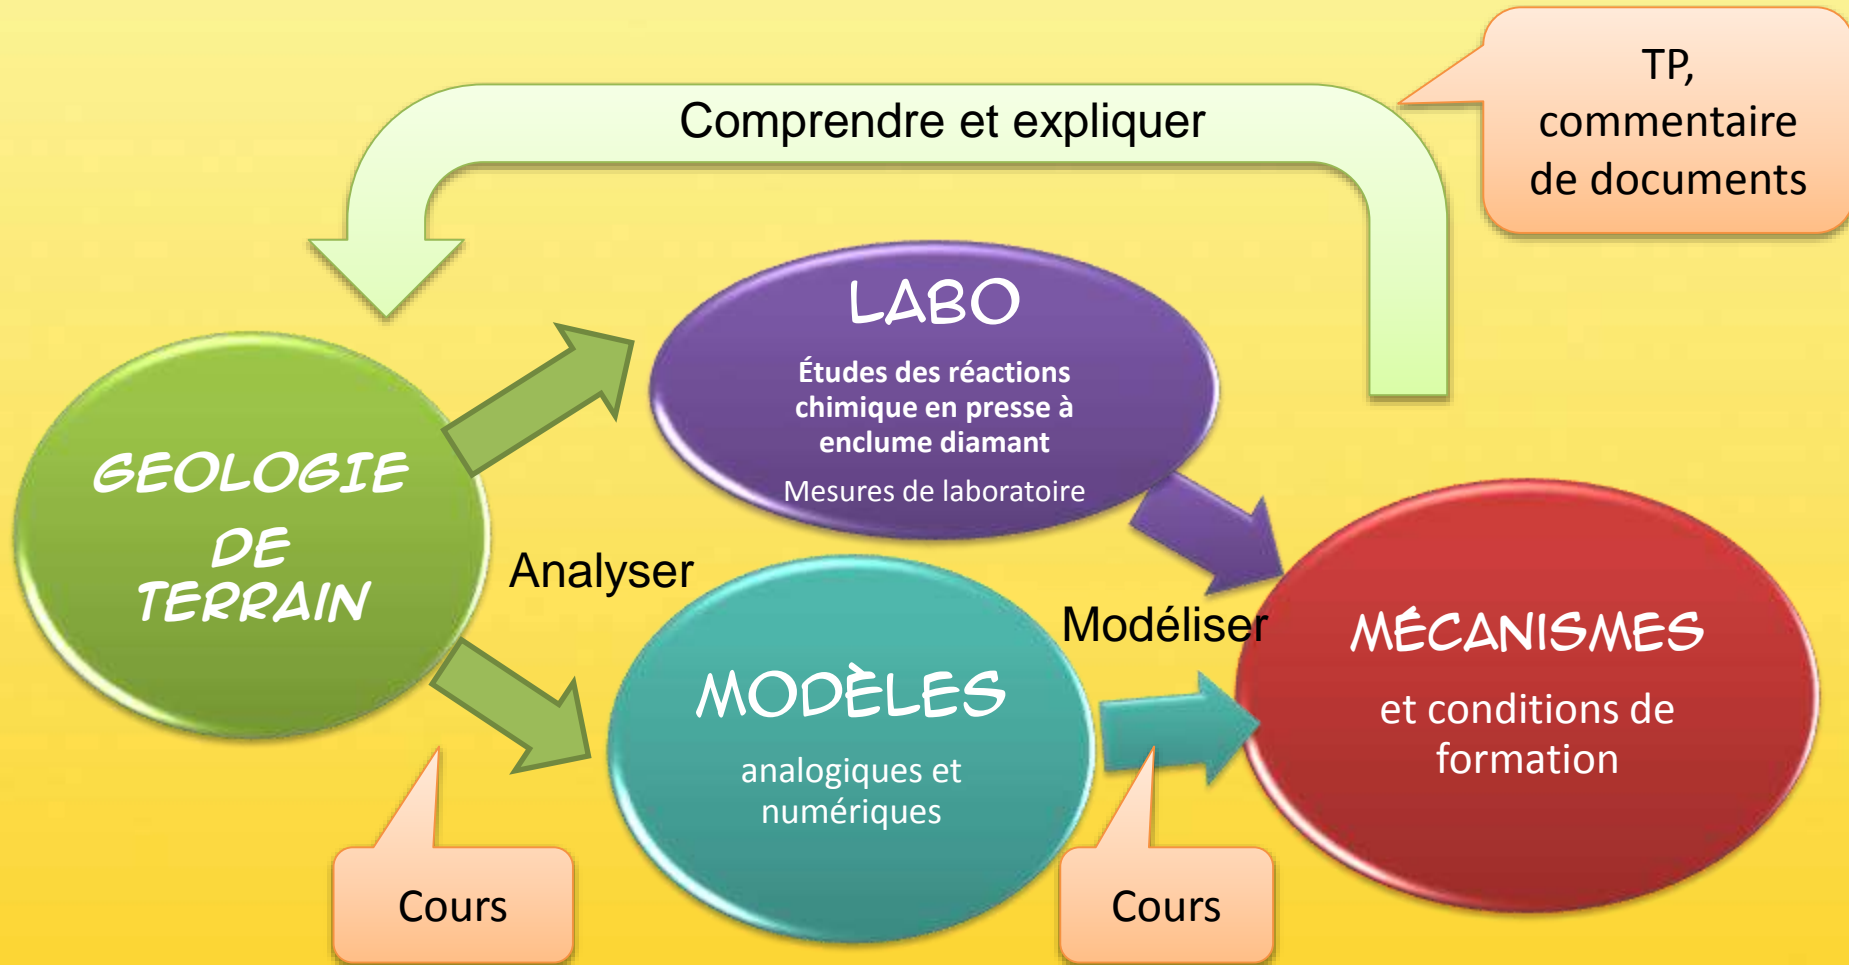 TP,
commentaire
de documents
Comprendre et expliquer
LABO
Études des réactions
chimique en presse à
enclume diamant
Mesures de laboratoire
GEOLOGIE
DE
TERRAIN
Analyser
Modéliser
MODÈLES
analogiques et
numériques
MÉCANISMES
et conditions de
formation
Cours
Cours